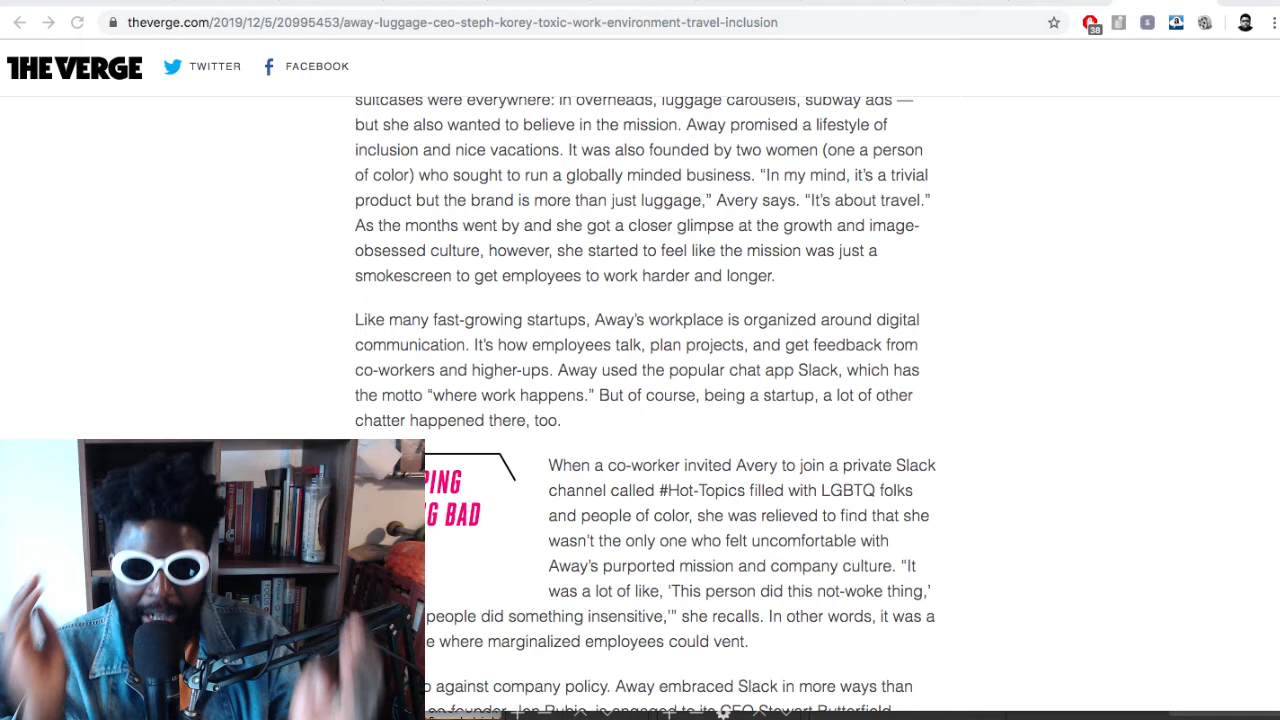 theverge.com/2019/12/5/20995453/away-luggage-ceo-steph-korey-toxic-work-environment-travel-inclusion
38
THE VERGE TWITTER FACEBOOK
suitcases were everywhere: in overheads, luggage carousels, subway ads —
but she also wanted to believe in the mission. Away promised a lifestyle of
inclusion and nice vacations. It was also founded by two women (one a person
of color) who sought to run a globally minded business. “In my mind, it’s a trivial
product but the brand is more than just luggage,” Avery says. “It’s about travel.”
As the months went by and she got a closer glimpse at the growth and image-
obsessed culture, however, she started to feel like the mission was just a
smokescreen to get employees to work harder and longer.
Like many fast-growing startups, Away’s workplace is organized around digital
communication. It’s how employees talk, plan projects, and get feedback from
co-workers and higher-ups. Away used the popular chat app Slack, which has
the motto “where work happens.” But of course, being a startup, a lot of other
chatter happened there, too.
PING
G BAD
When a co-worker invited Avery to join a private Slack
channel called #Hot-Topics filled with LGBTQ folks
and people of color, she was relieved to find that she
wasn’t the only one who felt uncomfortable with
Away’s purported mission and company culture. “It
was a lot of like, ‘This person did this not-woke thing,’
people did something insensitive,’” she recalls. In other words, it was a
e where marginalized employees could vent.
o against company policy. Away embraced Slack in more ways than
co-founder, Jen Rubio, is engaged to its CEO Stewart Butterfield